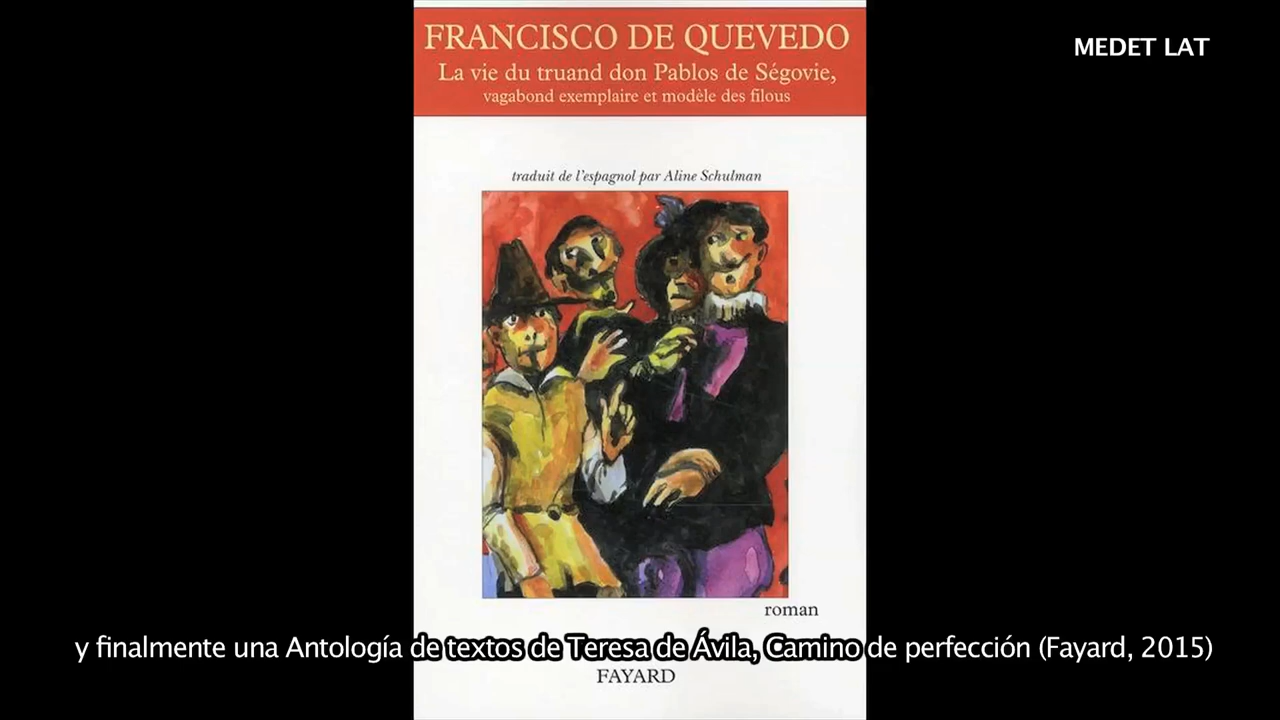 FRANCISCO DE QUEVEDO
MEDET LAT
La vie du truand don Pablos de Ségovie,
vagabond exemplaire et modèle des filous
traduit de l'espagnol par Aline Schulman
roman
y finalmente una Antología de textos de Teresa de Ávila, Camino de perfección (Fayard, 2015)
FAYARD